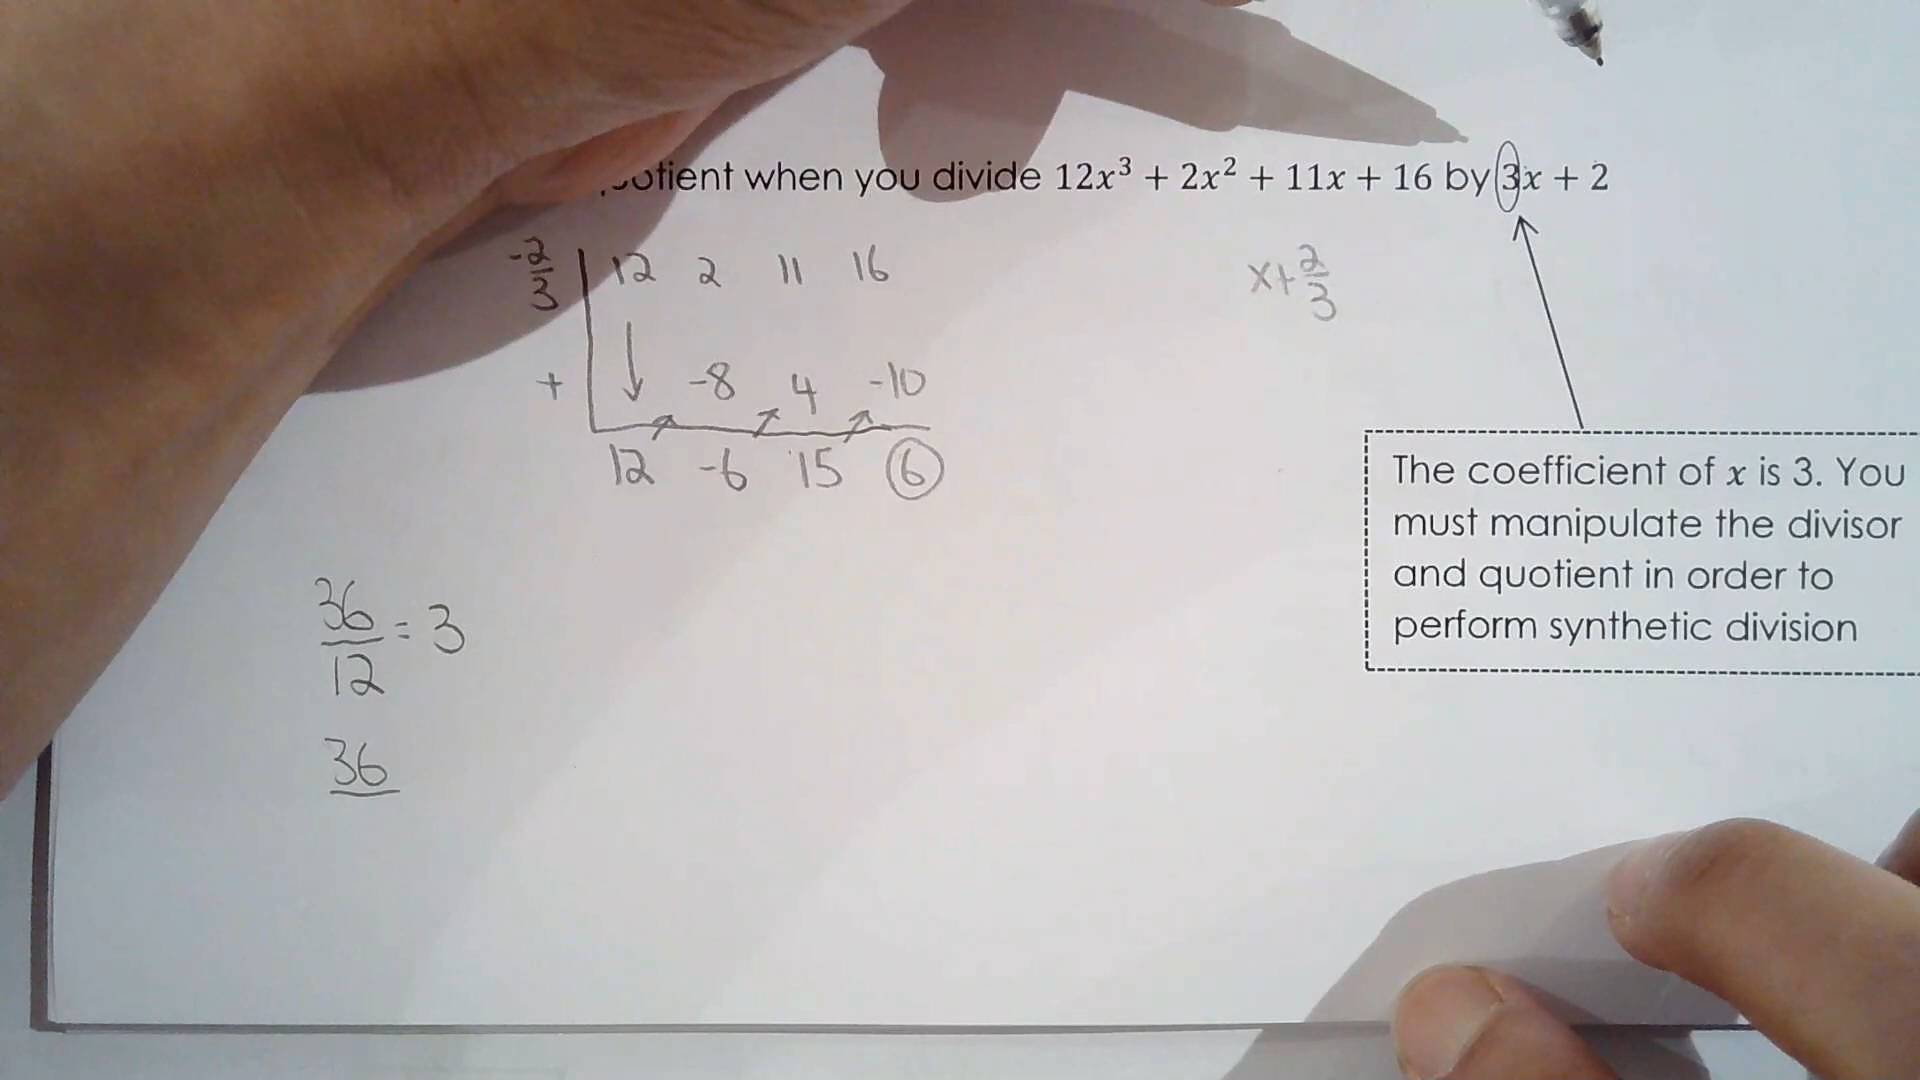 when you divide 12x³ + 2x² + 11x + 16 by 3x + 2
-2/3 12 2 11 16
x+2/3
+ -8 4 -10
12 -6 15 6
The coefficient of x is 3. You
must manipulate the divisor
and quotient in order to
perform synthetic division
36/12 = 3
36